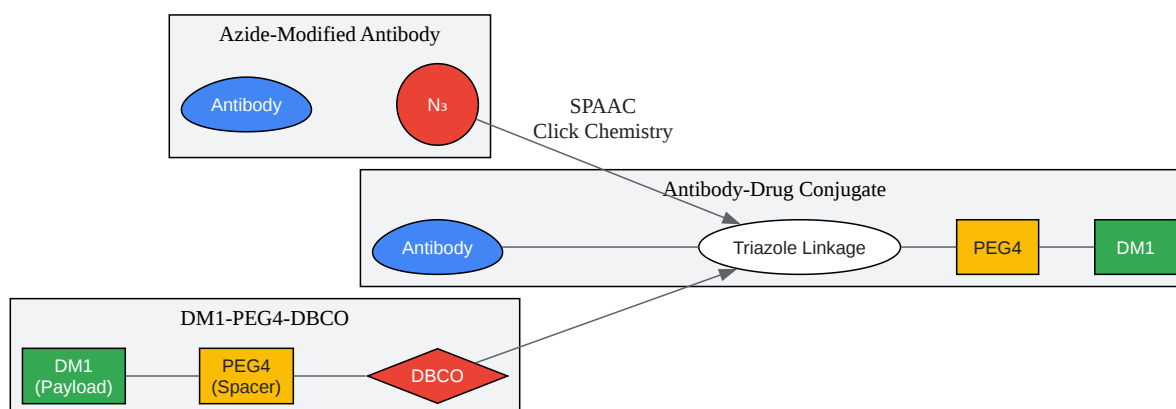 Azide-Modified Antibody
Antibody
N₃
SPAAC
Click Chemistry
Antibody-Drug Conjugate
Antibody
Triazole Linkage
PEG4
DM1
DM1-PEG4-DBCO
DM1
(Payload)
PEG4
(Spacer)
DBCO